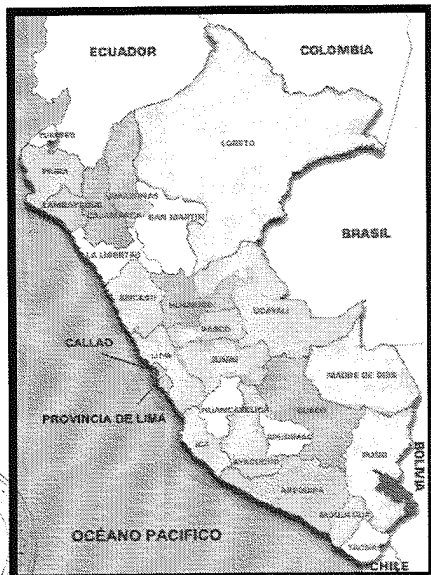 ECUADOR
COLOMBIA
TUMBES
LORETO
PIURA
LAMBAYEQUE
AMAZONAS
CAJAMARCA
SAN MARTIN
BRASIL
LA LIBERTAD
ANCASH
HUANUCO
UCAYALI
PASCO
CALLAO
LIMA
JUNIN
MADRE DE DIOS
PROVINCIA DE LIMA
HUANCAVELICA
CUSCO
APURIMAC
ICA
AYACUCHO
PUNO
BOLIVIA
AREQUIPA
MOQUEGUA
OCÉANO PACIFICO
TACNA
CHILE